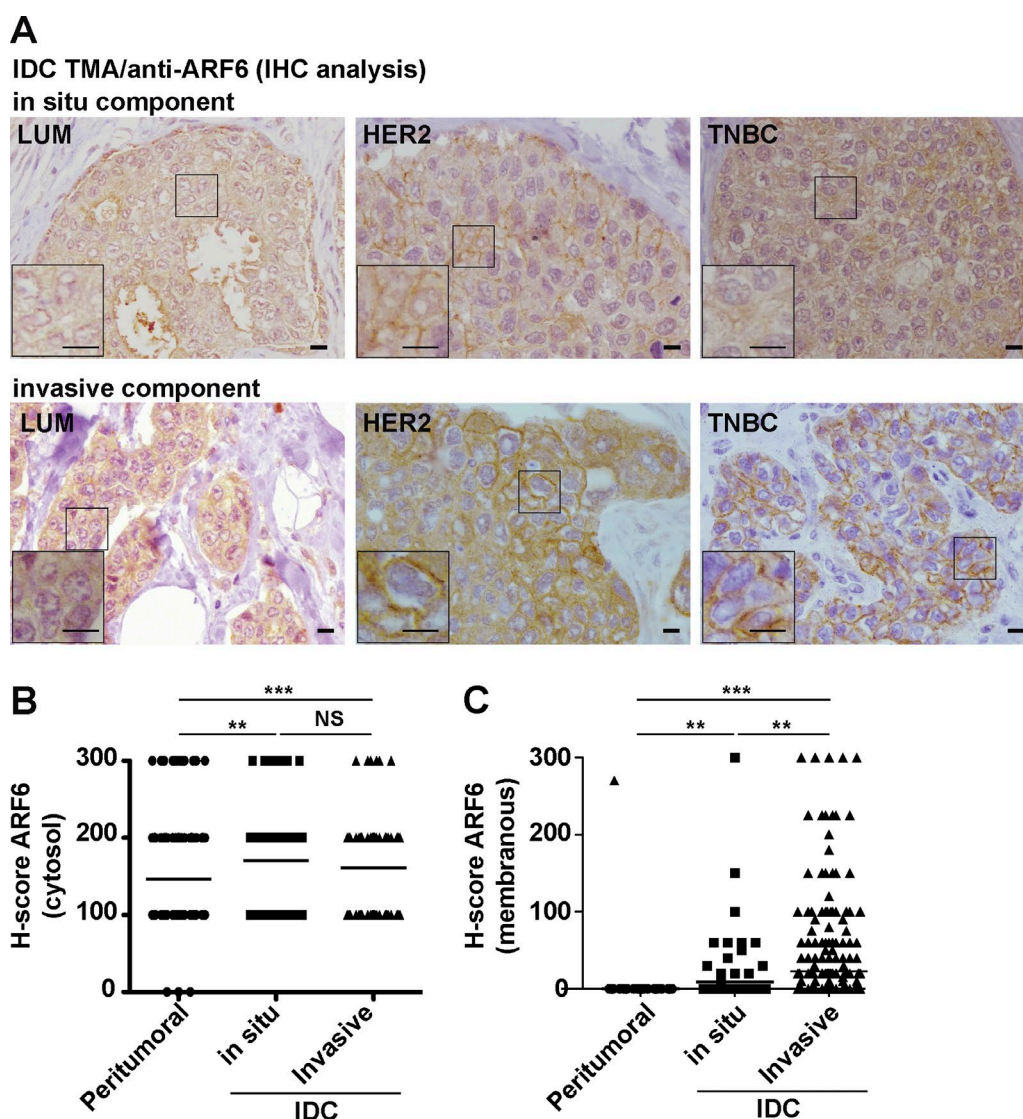 A
IDC TMA/anti-ARF6 (IHC analysis)
in situ component
LUM HER2 TNBC
invasive component
LUM HER2 TNBC
B
***
** NS
H-score ARF6
(cytosol)
300
200
100
0
Peritumoral in situ Invasive
IDC
C
***
** **
H-score ARF6
(membranous)
300
200
100
0
Peritumoral in situ Invasive
IDC